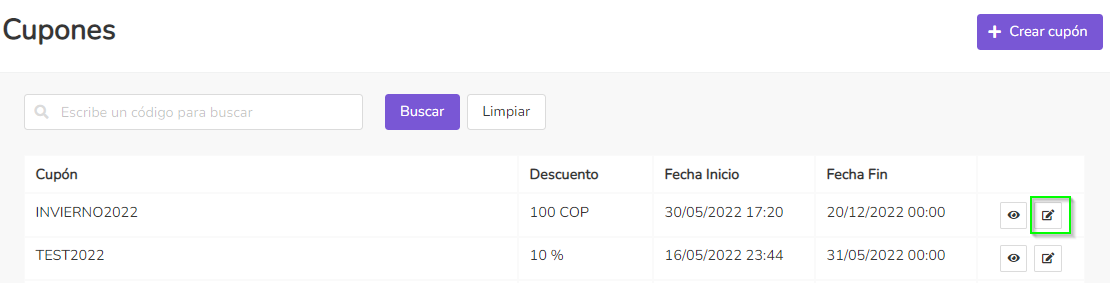 Cupones
Crear cupón
Escribe un código para buscar
Buscar
Limpiar
Cupón Descuento Fecha Inicio Fecha Fin
INVIERNO2022 100 COP 30/05/2022 17:20 20/12/2022 00:00
TEST2022 10 % 16/05/2022 23:44 31/05/2022 00:00